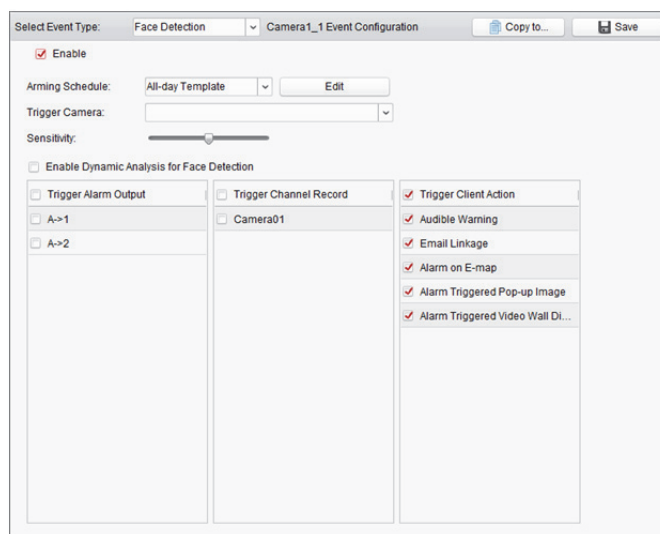 Select Event Type: Face Detection Camera1_1 Event Configuration Copy to... Save
Enable
Arming Schedule: All-day Template Edit
Trigger Camera:
Sensitivity:
Enable Dynamic Analysis for Face Detection
Trigger Alarm Output Trigger Channel Record Trigger Client Action
A->1 Camera01 Audible Warning
A->2 Email Linkage
Alarm on E-map
Alarm Triggered Pop-up Image
Alarm Triggered Video Wall Di...